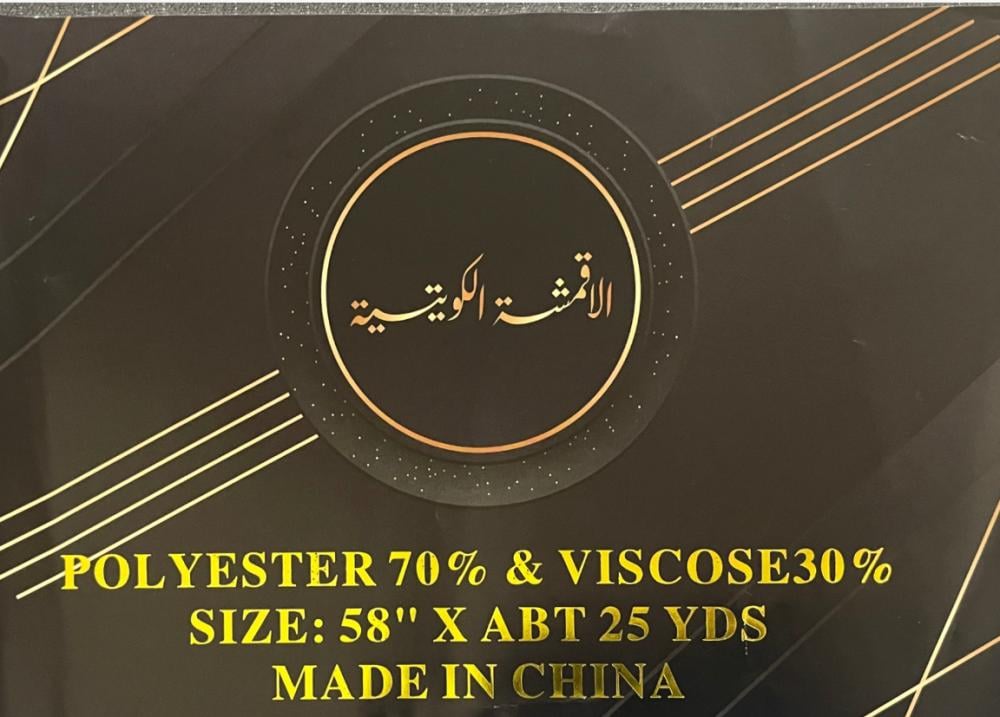 الاقمشة الكويتية
POLYESTER 70% & VISCOSE30%
SIZE: 58" X ABT 25 YDS
MADE IN CHINA